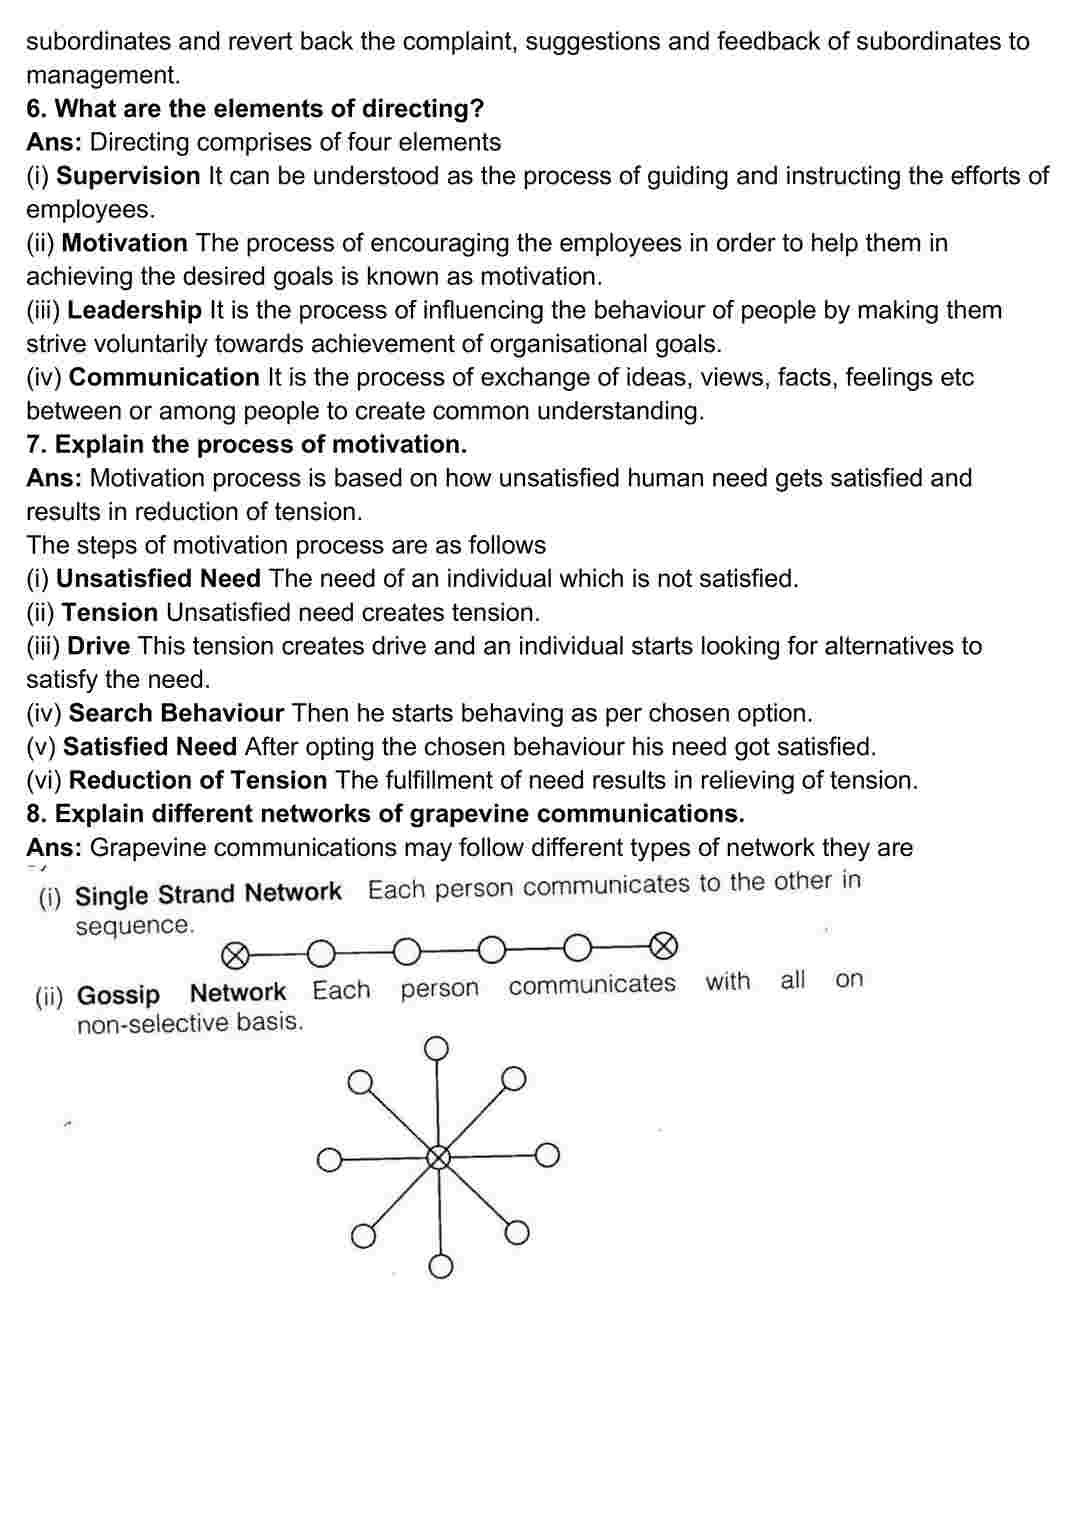 subordinates and revert back the complaint, suggestions and feedback of subordinates to
management.
6. What are the elements of directing?
Ans: Directing comprises of four elements
(i) Supervision It can be understood as the process of guiding and instructing the efforts of
employees.
(ii) Motivation The process of encouraging the employees in order to help them in
achieving the desired goals is known as motivation.
(iii) Leadership It is the process of influencing the behaviour of people by making them
strive voluntarily towards achievement of organisational goals.
(iv) Communication It is the process of exchange of ideas, views, facts, feelings etc
between or among people to create common understanding.
7. Explain the process of motivation.
Ans: Motivation process is based on how unsatisfied human need gets satisfied and
results in reduction of tension.
The steps of motivation process are as follows
(i) Unsatisfied Need The need of an individual which is not satisfied.
(ii) Tension Unsatisfied need creates tension.
(iii) Drive This tension creates drive and an individual starts looking for alternatives to
satisfy the need.
(iv) Search Behaviour Then he starts behaving as per chosen option.
(v) Satisfied Need After opting the chosen behaviour his need got satisfied.
(vi) Reduction of Tension The fulfillment of need results in relieving of tension.
8. Explain different networks of grapevine communications.
Ans: Grapevine communications may follow different types of network they are
(i) Single Strand Network Each person communicates to the other in
sequence.
(ii) Gossip Network Each person communicates with all on
non-selective basis.